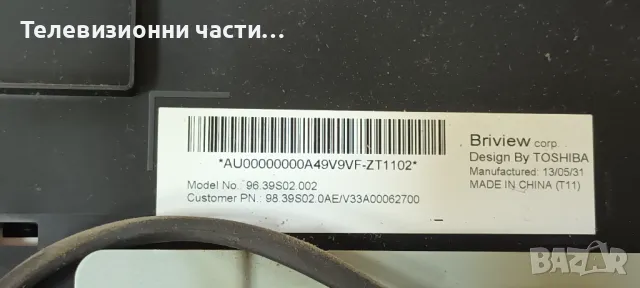 Телевизионни части…
*AU00000000A49V9VF-ZT1102*
Model No.: 96.39S02.002
Customer PN.: 98.39S02.0AE/V33A00062700
Briview corp.
Design By TOSHIBA
Manufactured: 13/05/31
MADE IN CHINA (T11)
BAZAR